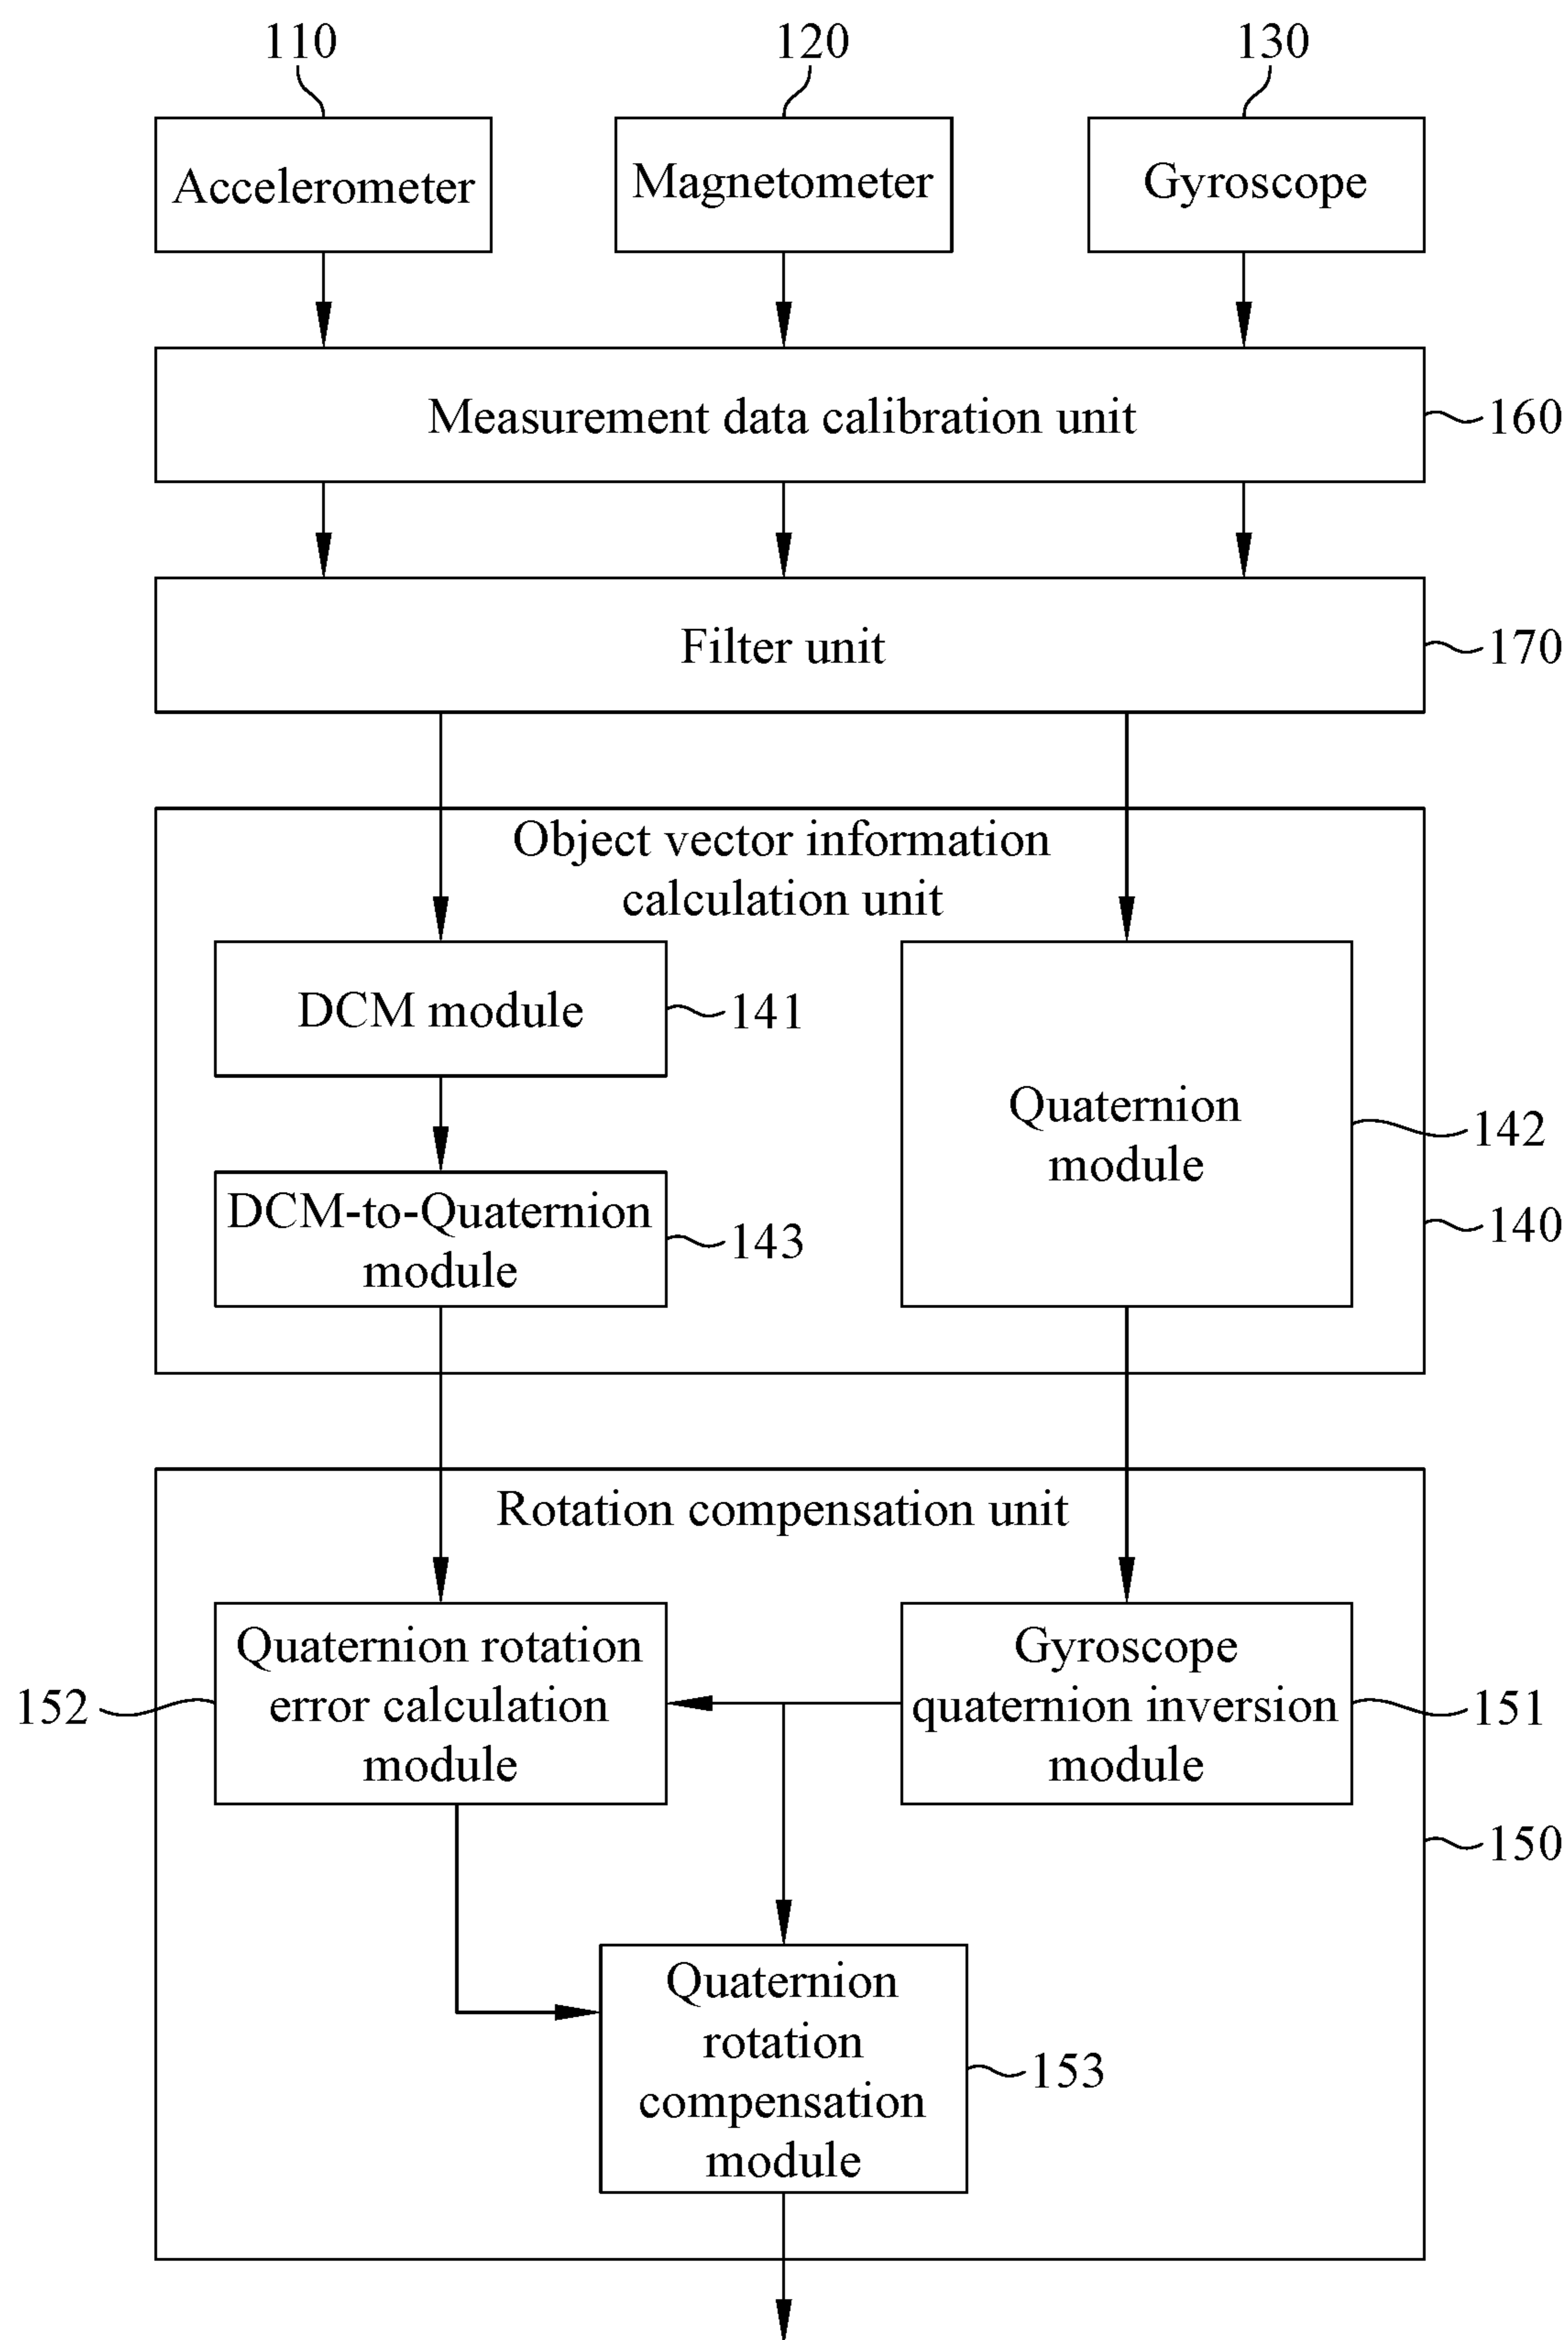 110
120
130
Accelerometer
Magnetometer
Gyroscope
Measurement data calibration unit
160
Filter unit
170
Object vector information
calculation unit
DCM module
141
Quaternion
module
142
DCM-to-Quaternion
module
143
140
Rotation compensation unit
Quaternion rotation
error calculation
module
152
Gyroscope
quaternion inversion
module
151
150
Quaternion
rotation
compensation
module
153